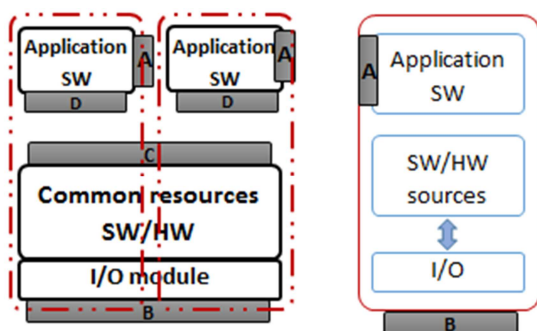 Application
SW
A
D
Application
SW
A
D
C
Common resources
SW/HW
I/O module
B
A
Application
SW
SW/HW
sources
I/O
B